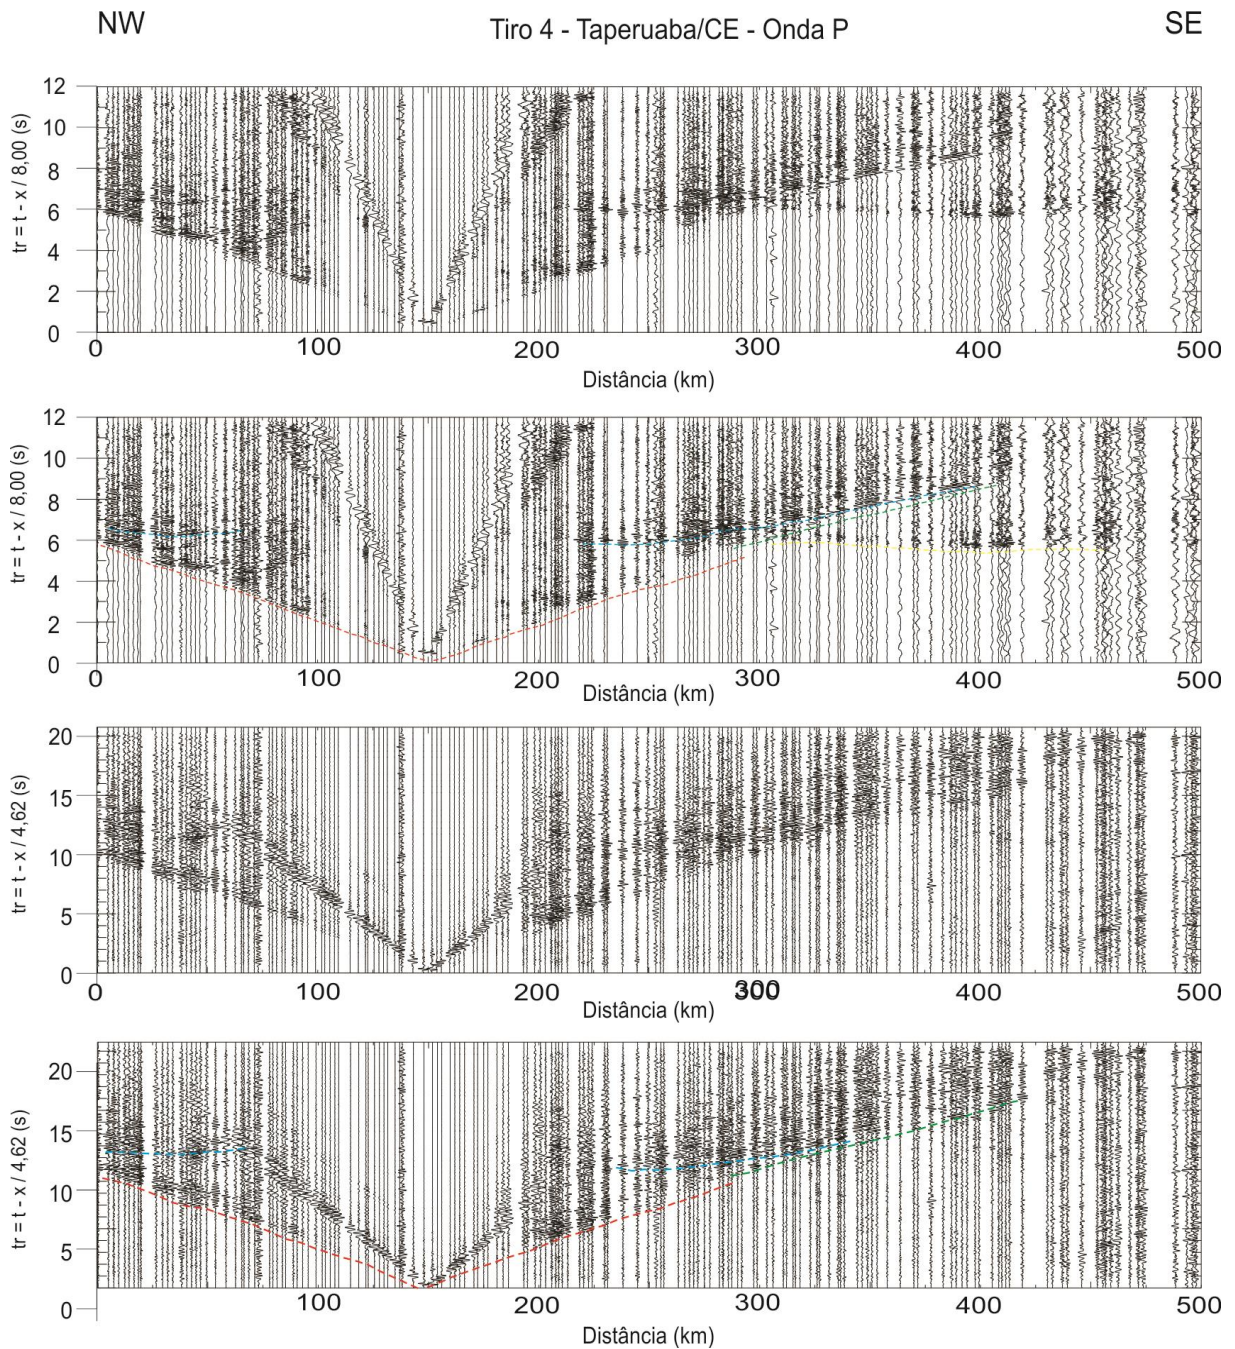 NW Tiro 4 - Taperuaba/CE - Onda P SE
tr = t - x / 8,00 (s)
12
10
8
6
4
2
0
0 100 200 300 400 500
Distância (km)
tr = t - x / 8,00 (s)
12
10
8
6
4
2
0
0 100 200 300 400 500
Distância (km)
tr = t - x / 4,62 (s)
20
15
10
5
0
0 100 200 300 400 500
Distância (km)
tr = t - x / 4,62 (s)
20
15
10
5
0
100 200 300 400 500
Distância (km)